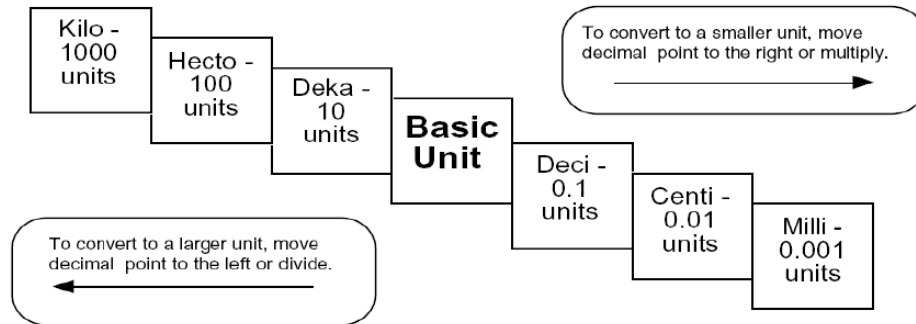 Kilo -
1000
units
Hecto -
100
units
Deka -
10
units
Basic
Unit
Deci -
0.1
units
Centi -
0.01
units
Milli -
0.001
units
To convert to a smaller unit, move
decimal point to the right or multiply.
To convert to a larger unit, move
decimal point to the left or divide.